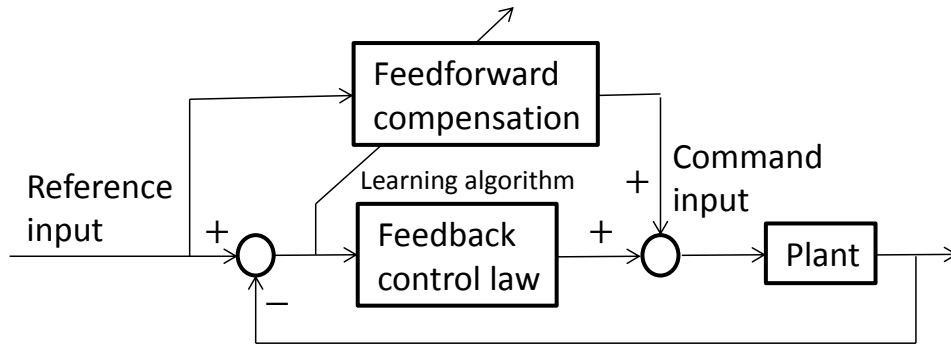 Feedforward
compensation
Reference
input
Learning algorithm
Command
input
+
+
Feedback
control law
+
Plant
−